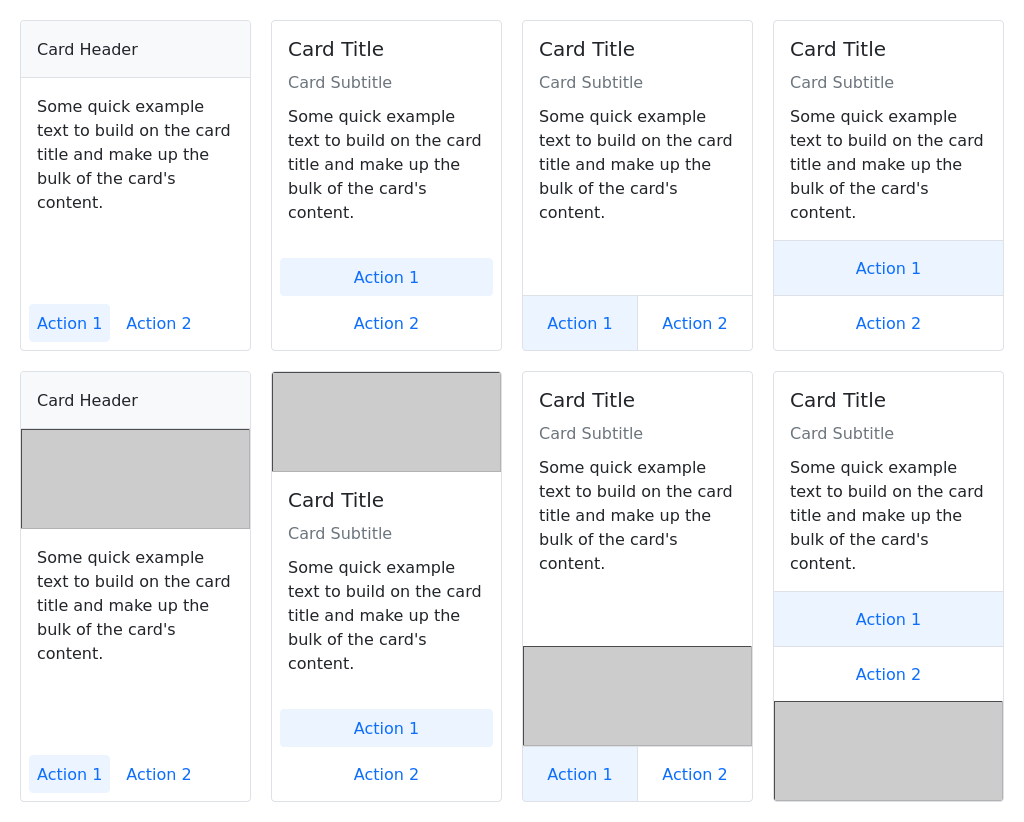 Card Header
Some quick example
text to build on the card
title and make up the
bulk of the card's
content.
Action 1 Action 2
Card Title
Card Subtitle
Some quick example
text to build on the card
title and make up the
bulk of the card's
content.
Action 1
Action 2
Card Title
Card Subtitle
Some quick example
text to build on the card
title and make up the
bulk of the card's
content.
Action 1 Action 2
Card Title
Card Subtitle
Some quick example
text to build on the card
title and make up the
bulk of the card's
content.
Action 1
Action 2
Card Header
Some quick example
text to build on the card
title and make up the
bulk of the card's
content.
Action 1 Action 2
Card Title
Card Subtitle
Some quick example
text to build on the card
title and make up the
bulk of the card's
content.
Action 1
Action 2
Card Title
Card Subtitle
Some quick example
text to build on the card
title and make up the
bulk of the card's
content.
Action 1 Action 2
Card Title
Card Subtitle
Some quick example
text to build on the card
title and make up the
bulk of the card's
content.
Action 1
Action 2